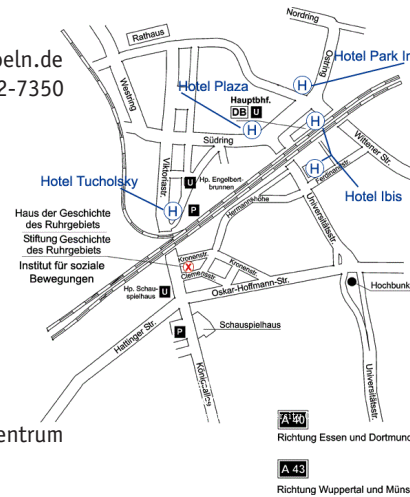 Nordring
Rathaus
Ostring
peln.de
Hotel Park In
2-7350
Westring
Hotel Plaza
Hauptbhf.
DB U
Südring
Wittener Str.
Viktoriastr.
Hotel Tucholsky
U Hp. Engelbert-
brunnen
Ferdinandstr.
Hotel Ibis
P
Hermannshöhe
Universitätsstr.
Haus der Geschichte
des Ruhrgebiets
Stiftung Geschichte
des Ruhrgebiets
Institut für soziale
Bewegungen
Kronenstr.
X
Clemensstr.
Kronenstr.
Hp. Schau-
spielhaus U
Oskar-Hoffmann-Str.
Hochbunk
Hattinger Str.
P
Schauspielhaus
Königsallee
Universitätsstr.
H
H
H
H
H
entrum
A 40
Richtung Essen und Dortmund
A 43
Richtung Wuppertal und Müns